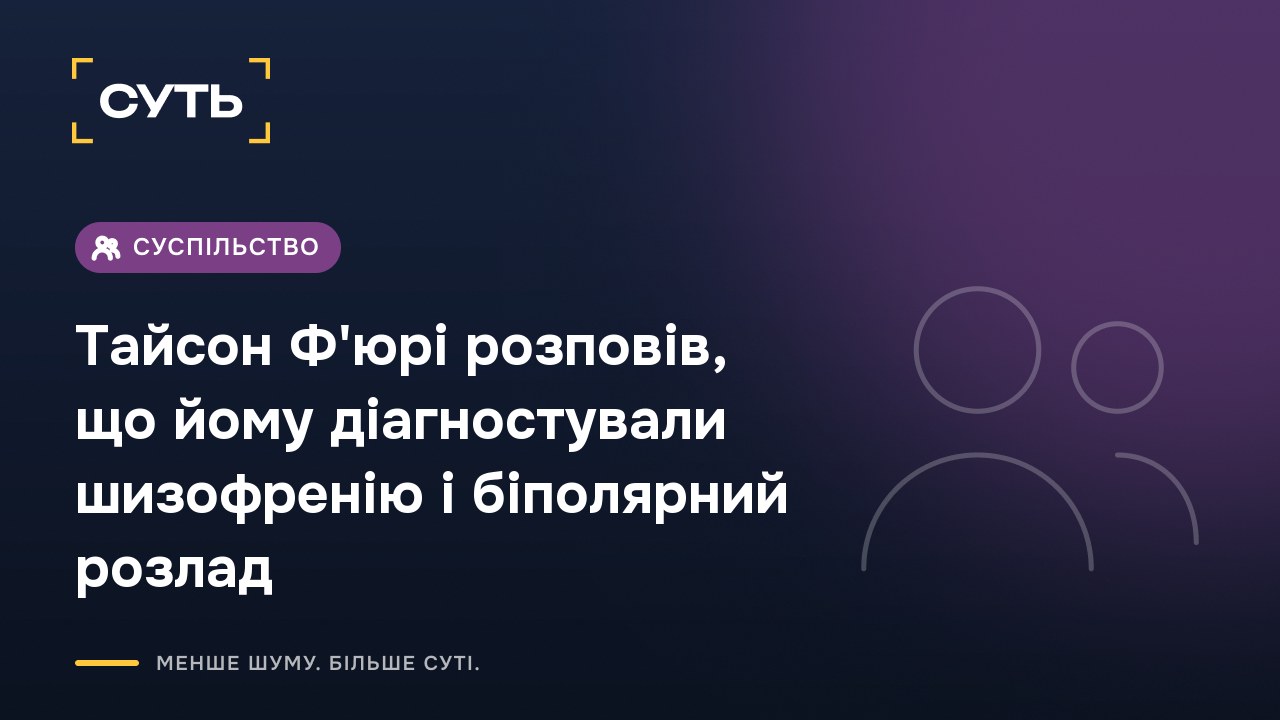 СУТЬ
СУСПІЛЬСТВО
Тайсон Ф'юрі розповів,
що йому діагностували
шизофренію і біполярний
розлад
МЕНШЕ ШУМУ. БІЛЬШЕ СУТІ.